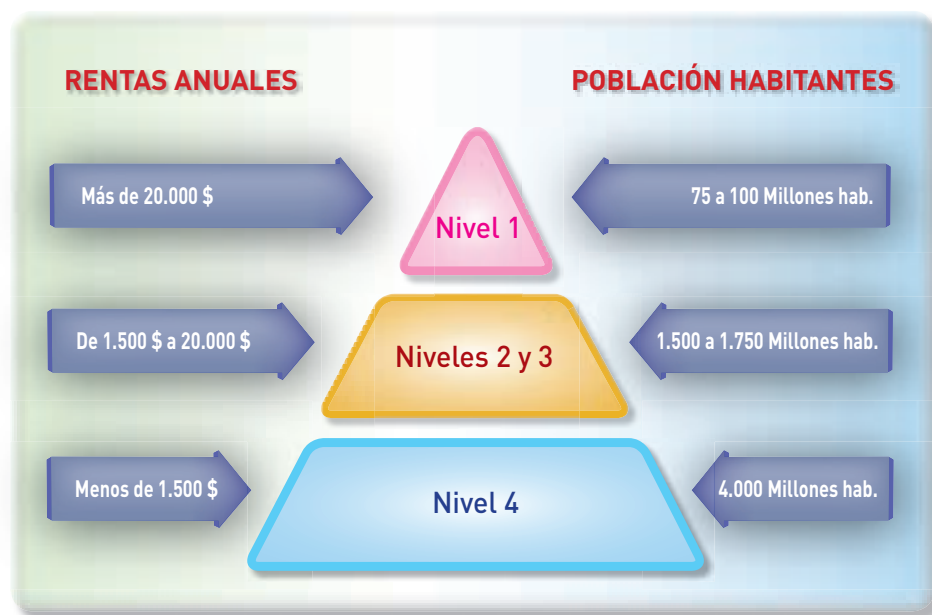 RENTAS ANUALES
POBLACIÓN HABITANTES
Más de 20.000 $
Nivel 1
75 a 100 Millones hab.
De 1.500 $ a 20.000 $
Niveles 2 y 3
1.500 a 1.750 Millones hab.
Menos de 1.500 $
Nivel 4
4.000 Millones hab.